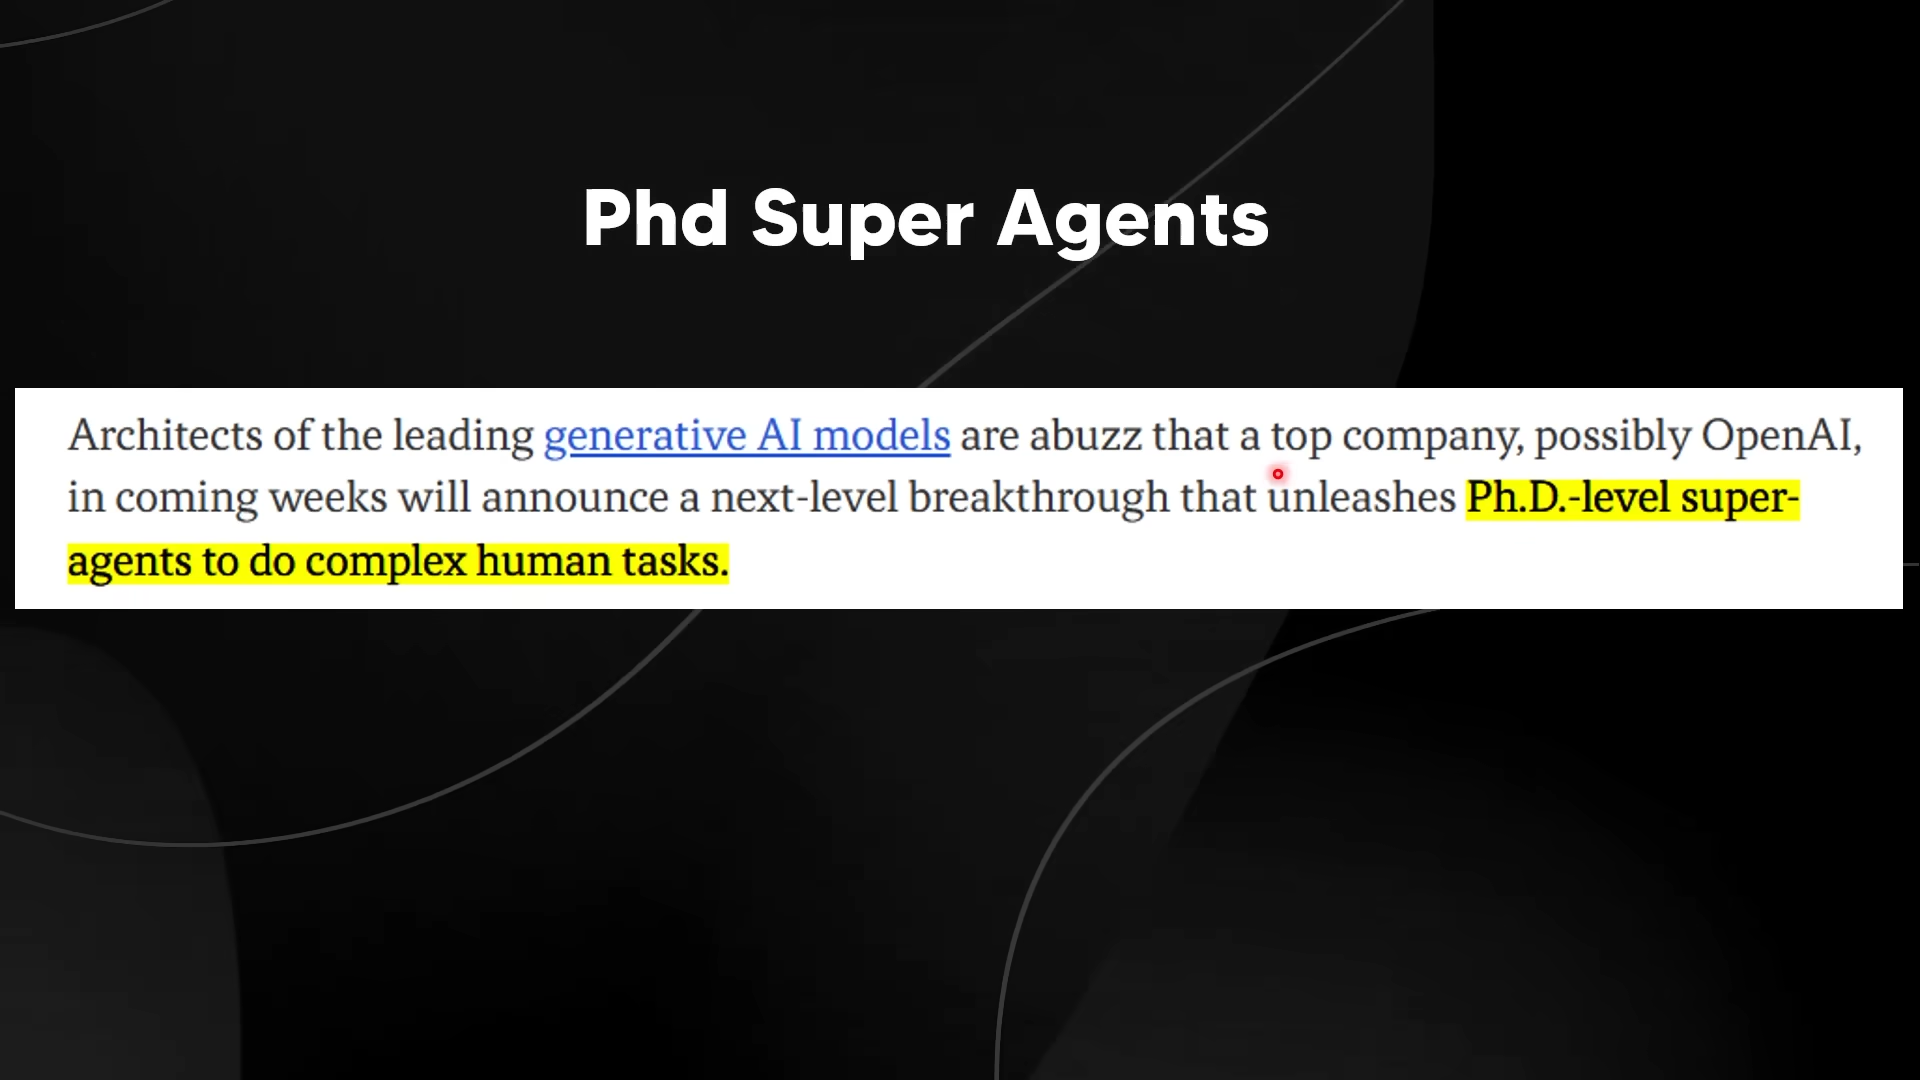 Phd Super Agents
Architects of the leading generative AI models are abuzz that a top company, possibly OpenAI,
in coming weeks will announce a next-level breakthrough that unleashes Ph.D.-level super-
agents to do complex human tasks.